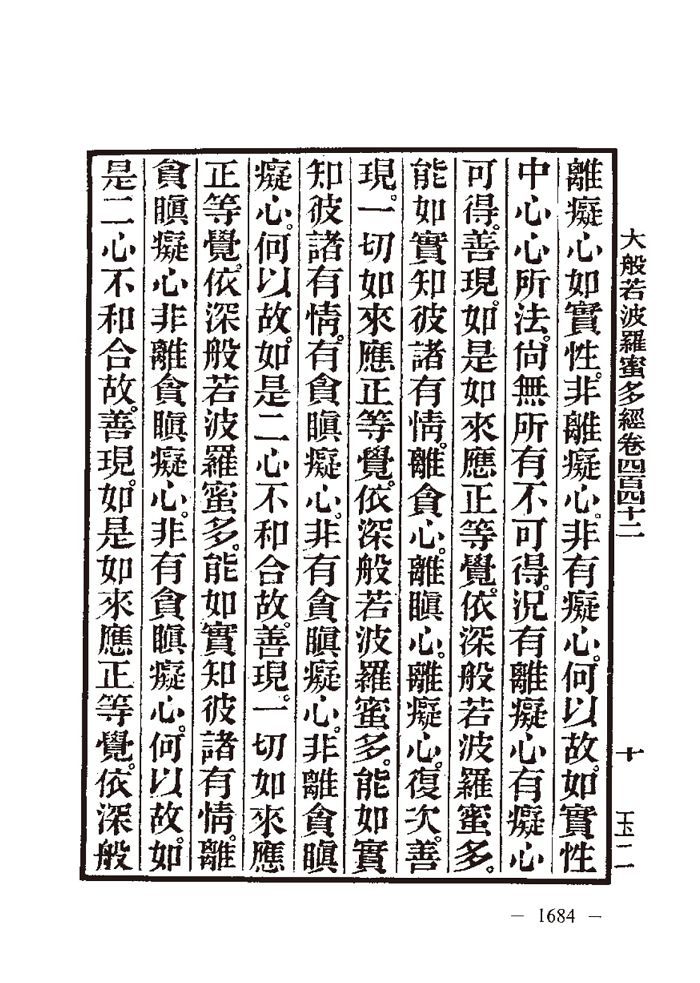 大般若波羅蜜多經卷四百四十二 十 玉二
離癡心如實性。非離癡心。非有癡心。何以故。如實性
中心心所法。尙無所有不可得。況有離癡心有癡心
可得。善現。如是如來應正等覺。依深般若波羅蜜多。
能如實知彼諸有情。離貪心。離瞋心。離癡心。復次。善
現。一切如來應正等覺。依深般若波羅蜜多。能如實
知彼諸有情。有貪瞋癡心。非有貪瞋癡心。非離貪瞋
癡心。何以故。如是二心不和合故。善現。一切如來應
正等覺。依深般若波羅蜜多。能如實知彼諸有情。離
貪瞋癡心。非離貪瞋癡心。非有貪瞋癡心。何以故。如
是二心不和合故。善現。如是如來應正等覺。依深般
— 1684 —